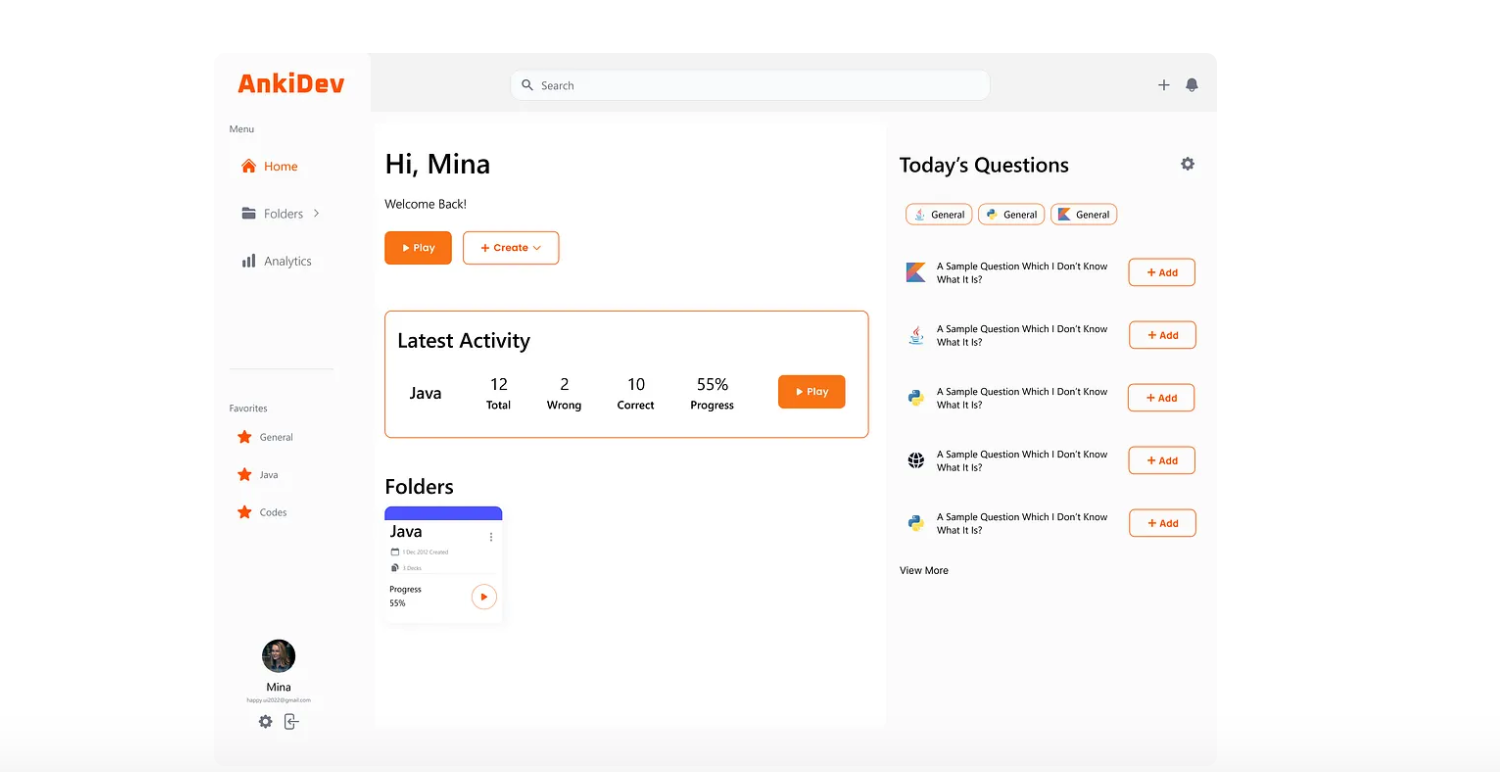 AnkiDev
Search
Menu
Home
Folders
Analytics
Favorites
General
Java
Codes
Mina
happy.ui2022@gmail.com
Hi, Mina
Welcome Back!
Play
+ Create
Latest Activity
Java
12
Total
2
Wrong
10
Correct
55%
Progress
Play
Folders
Java
1 Dec 2012 Created
3 Decks
Progress
55%
Today’s Questions
General
General
General
A Sample Question Which I Don’t Know
What It Is?
+ Add
A Sample Question Which I Don’t Know
What It Is?
+ Add
A Sample Question Which I Don’t Know
What It Is?
+ Add
A Sample Question Which I Don’t Know
What It Is?
+ Add
A Sample Question Which I Don’t Know
What It Is?
+ Add
View More